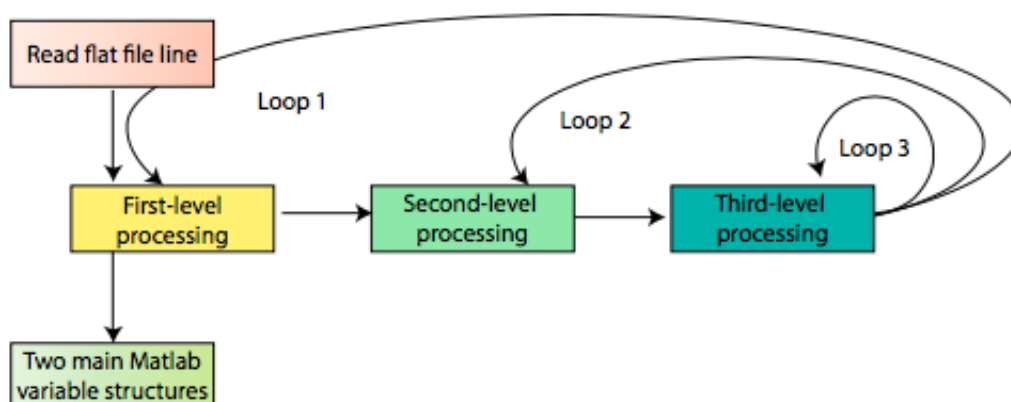 Read flat file line
Loop 1
Loop 2
Loop 3
First-level
processing
Second-level
processing
Third-level
processing
Two main Matlab
variable structures